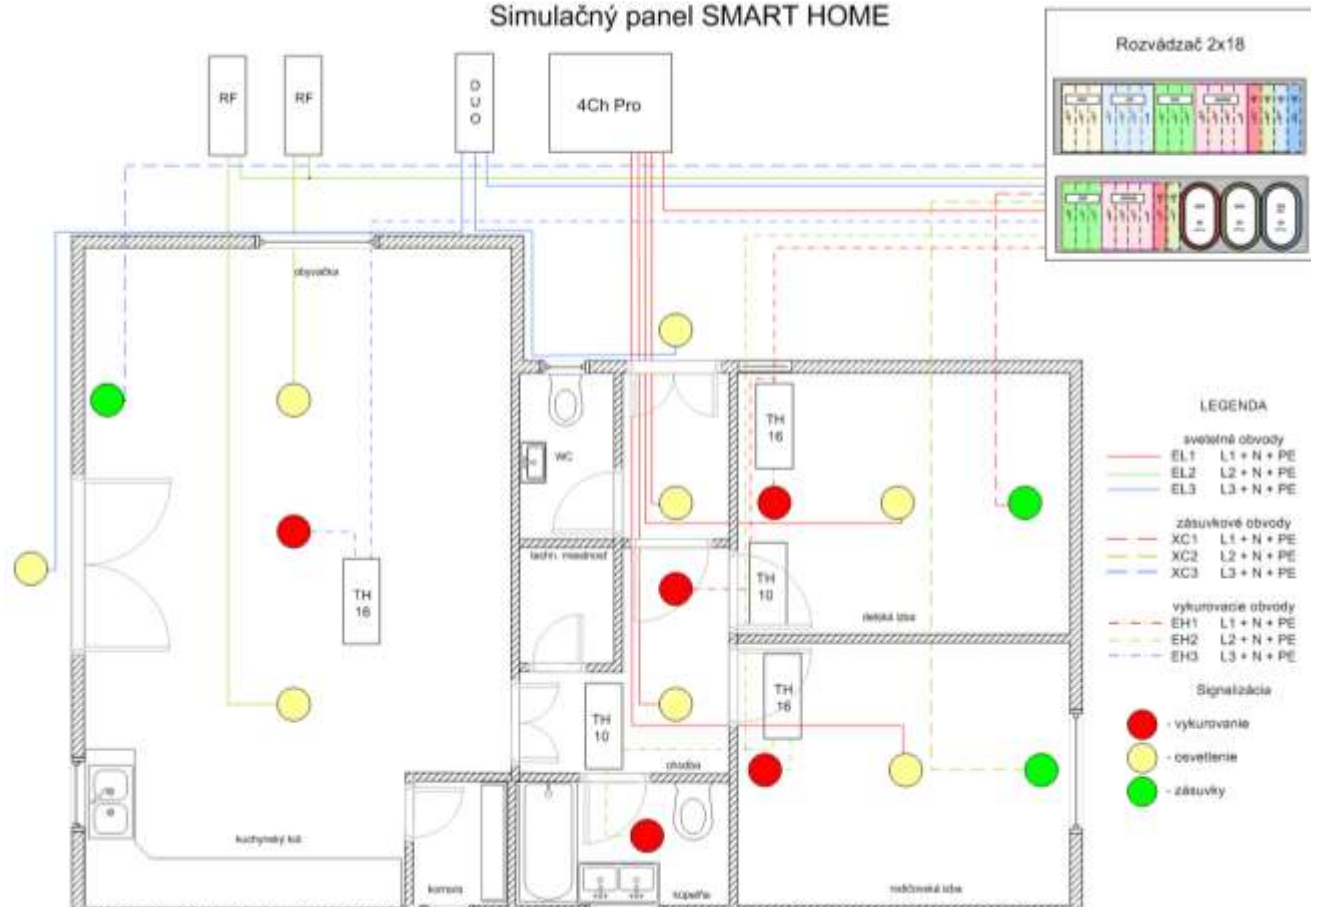 Simulačný panel SMART HOME
Rozvádzač 2x18
RF
RF
D
U
O
4Ch Pro
obyvačka
TH
16
WC
techn. miestnosť
TH
16
TH
10
detská izba
TH
16
TH
10
chodba
TH
16
kuchynský kút
komora
kúpeľňa
rodičovská izba
LEGENDA
svetelné obvody
EL1 L1 + N + PE
EL2 L2 + N + PE
EL3 L3 + N + PE
zásuvkové obvody
XC1 L1 + N + PE
XC2 L2 + N + PE
XC3 L3 + N + PE
vykurovacie obvody
EH1 L1 + N + PE
EH2 L2 + N + PE
EH3 L3 + N + PE
Signalizácia
- vykurovanie
- osvetlenie
- zásuvky